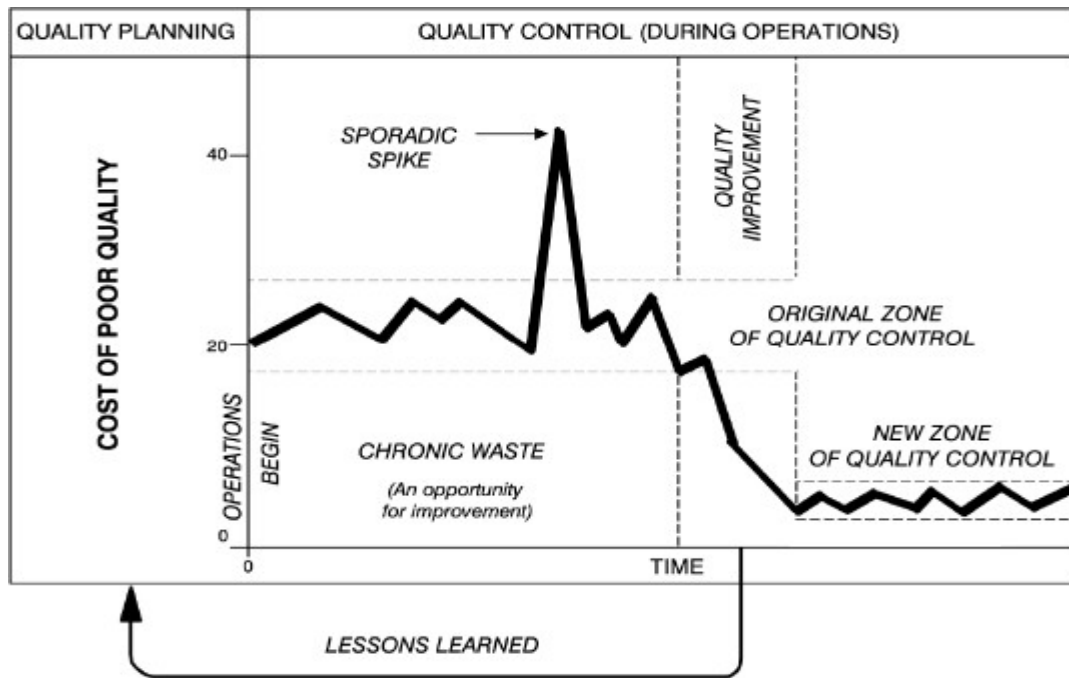 QUALITY PLANNING
QUALITY CONTROL (DURING OPERATIONS)
COST OF POOR QUALITY
40
20
0
SPORADIC
SPIKE
QUALITY
IMPROVEMENT
ORIGINAL ZONE
OF QUALITY CONTROL
OPERATIONS
BEGIN
CHRONIC WASTE
(An opportunity
for improvement)
NEW ZONE
OF QUALITY CONTROL
0
TIME
LESSONS LEARNED